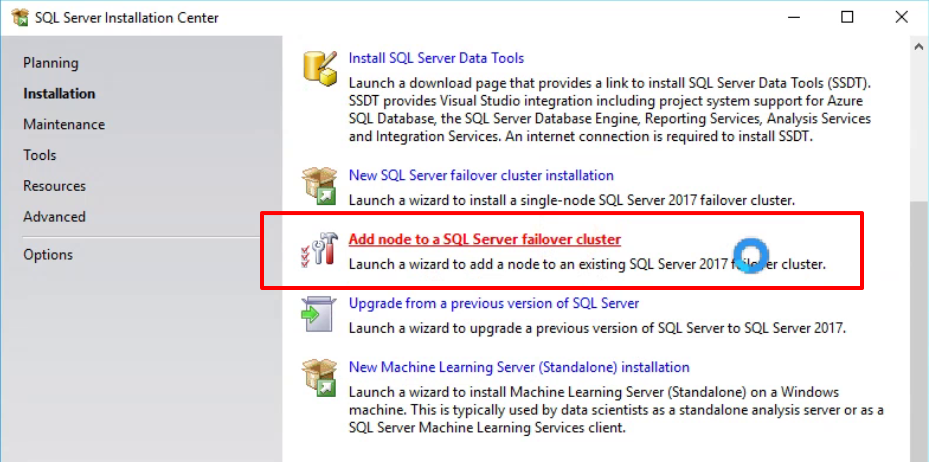 SQL Server Installation Center
Planning
Installation
Maintenance
Tools
Resources
Advanced
Options
Install SQL Server Data Tools
Launch a download page that provides a link to install SQL Server Data Tools (SSDT).
SSDT provides Visual Studio integration including project system support for Azure
SQL Database, the SQL Server Database Engine, Reporting Services, Analysis Services
and Integration Services. An internet connection is required to install SSDT.
New SQL Server failover cluster installation
Launch a wizard to install a single-node SQL Server 2017 failover cluster.
Add node to a SQL Server failover cluster
Launch a wizard to add a node to an existing SQL Server 2017 failover cluster.
Upgrade from a previous version of SQL Server
Launch a wizard to upgrade a previous version of SQL Server to SQL Server 2017.
New Machine Learning Server (Standalone) installation
Launch a wizard to install Machine Learning Server (Standalone) on a Windows
machine. This is typically used by data scientists as a standalone analysis server or as a
SQL Server Machine Learning Services client.